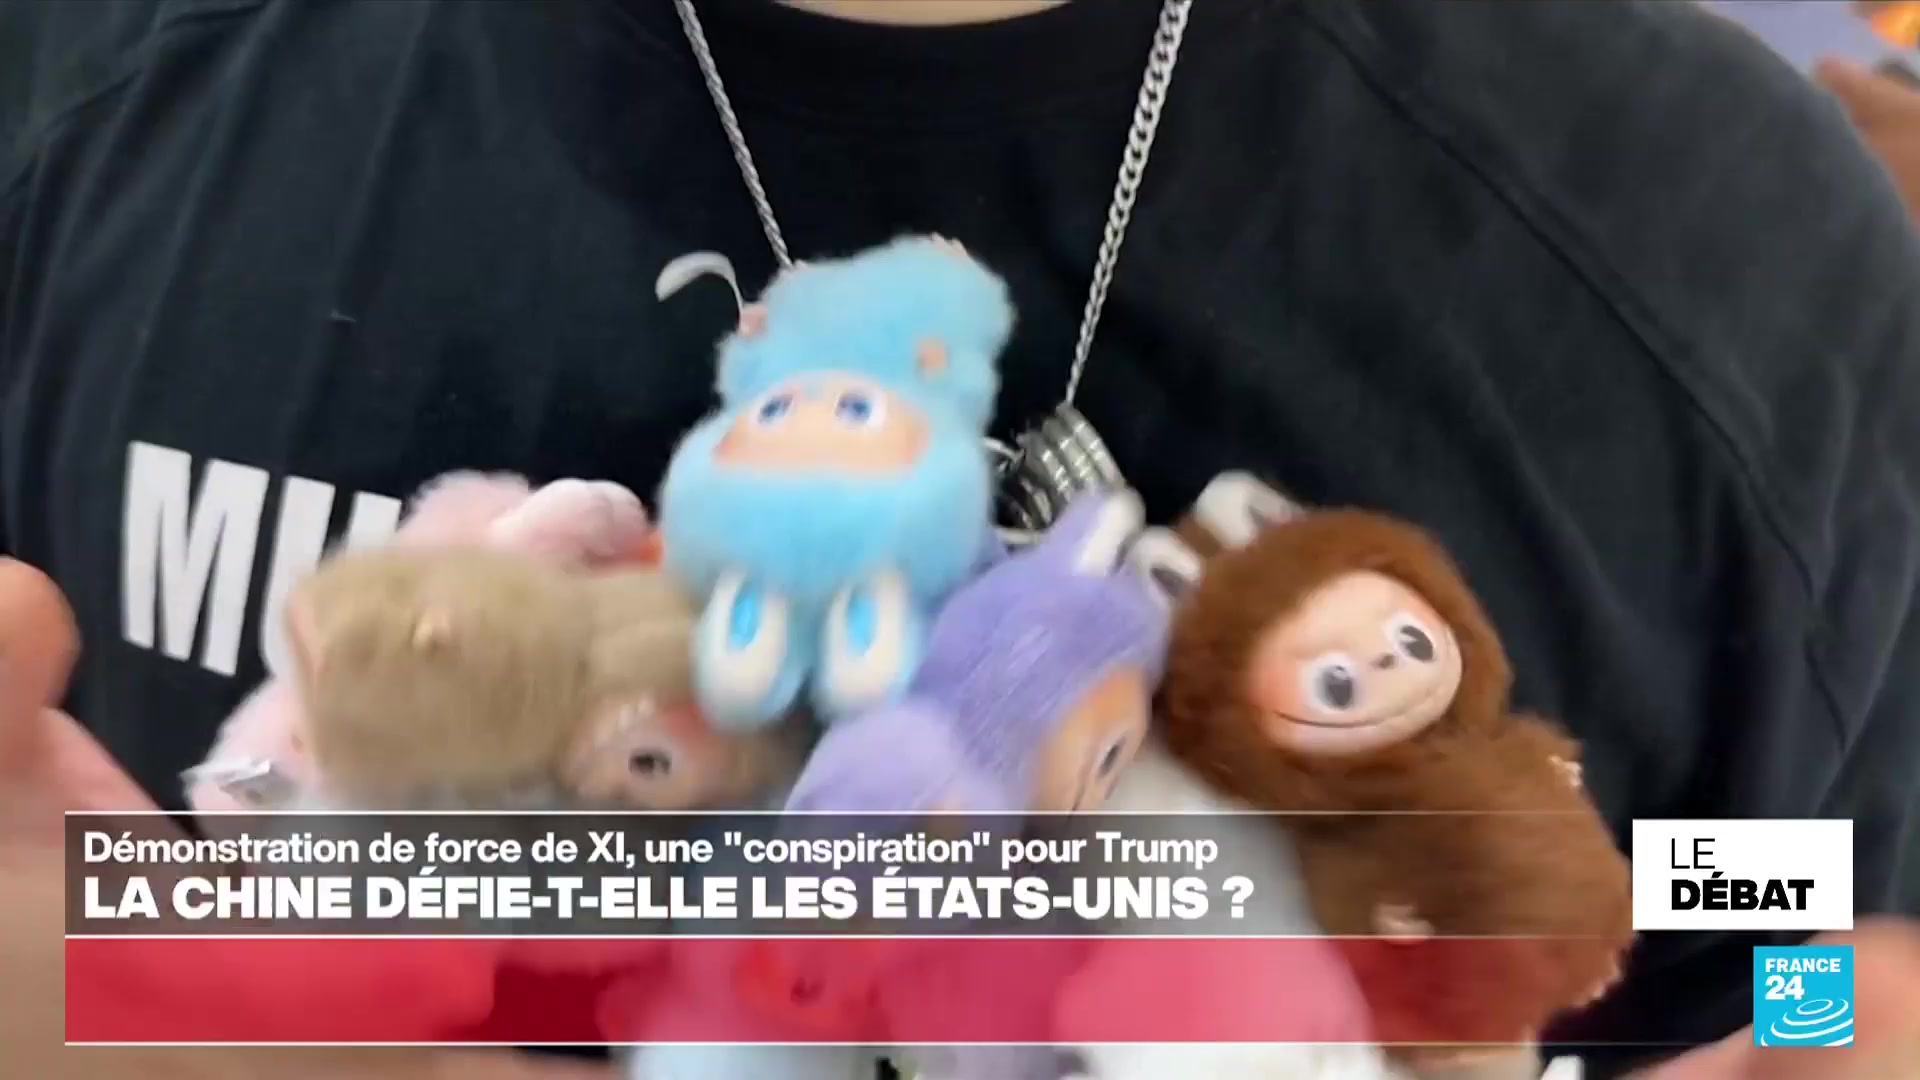 MU
Démonstration de force de XI, une "conspiration" pour Trump
LA CHINE DÉFIE-T-ELLE LES ÉTATS-UNIS ?
LE
DÉBAT
FRANCE
24